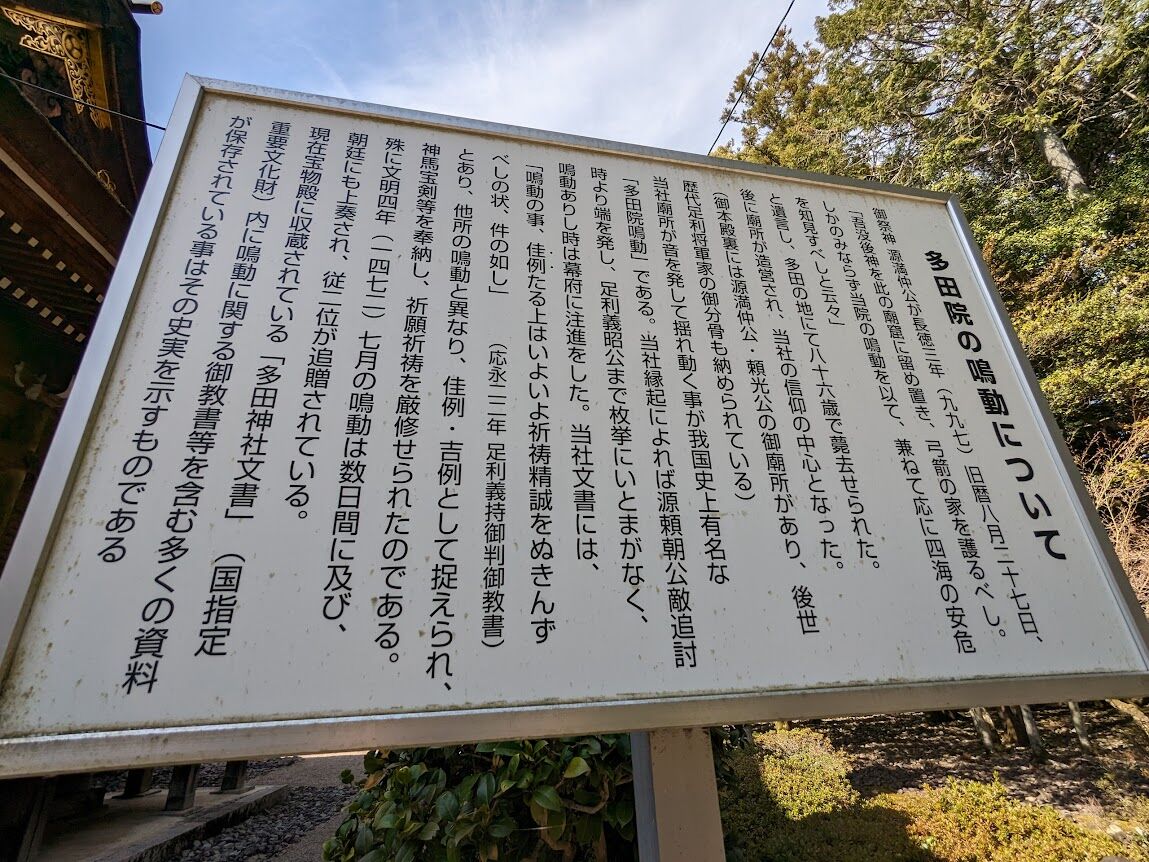 多田院の鳴動について
御祭神 源満仲公が長徳三年(九九七)旧暦八月二十七日、
「吾没後神を此の廟窟に留め置き、弓箭の家を護るべし。
しかのみならず当院の鳴動を以て、兼ねて応に四海の安危
を知見すべしと云々」
と遺言し、多田の地にて八十六歳で薨去せられた。
後に廟所が造営され、当社の信仰の中心となった。
(御本殿裏には源満仲公・頼光公の御廟所があり、後世
歴代足利将軍家の御分骨も納められている)
当社廟所が音を発して揺れ動く事が我国史上有名な
「多田院鳴動」である。当社縁起によれば源頼朝公敵追討
時より端を発し、足利義昭公まで枚挙にいとまがなく、
鳴動ありし時は幕府に注進をした。当社文書には、
「鳴動の事、佳例たる上はいよいよ祈祷精誠をぬきんず
べしの状、件の如し」(応永二二年 足利義持御判御教書)
とあり、他所の鳴動と異なり、佳例・吉例として捉えられ、
神馬宝剣等を奉納し、祈願祈祷を厳修せられたのである。
殊に文明四年(一四七二)七月の鳴動は数日間に及び、
朝廷にも上奏され、従二位が追贈されている。
現在宝物殿に収蔵されている「多田神社文書」(国指定
重要文化財)内に鳴動に関する御教書等を含む多くの資料
が保存されている事はその史実を示すものである